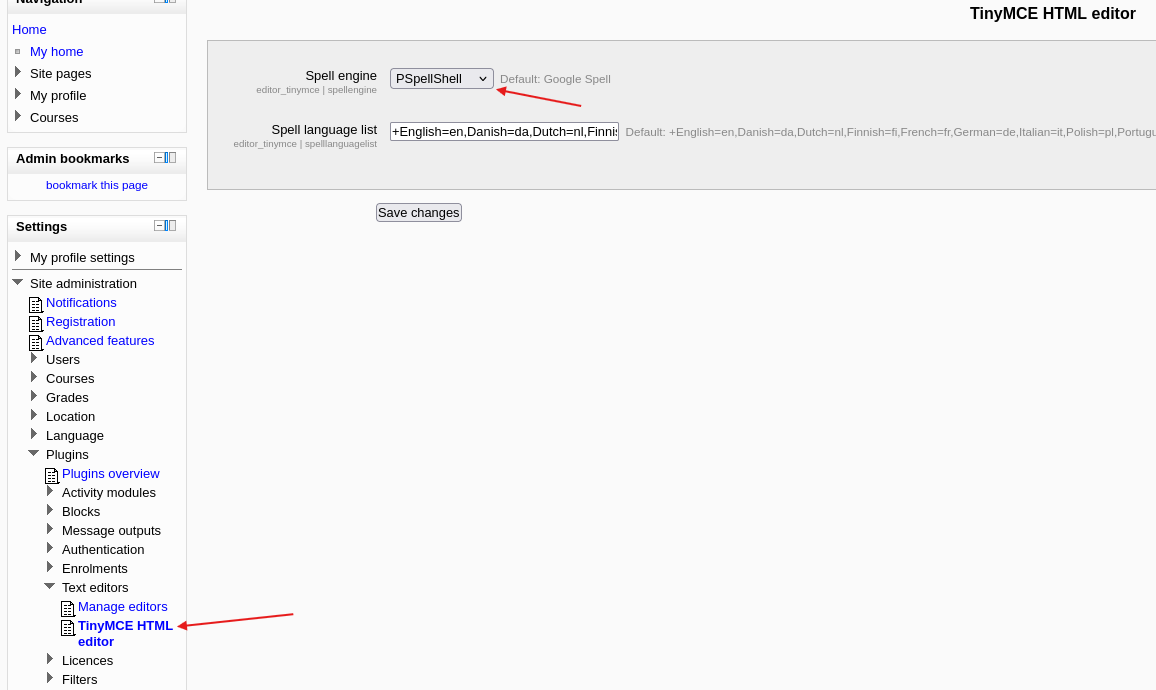 Navigation
Home
My home
Site pages
My profile
Courses
Admin bookmarks
bookmark this page
Settings
My profile settings
Site administration
Notifications
Registration
Advanced features
Users
Courses
Grades
Location
Language
Plugins
Plugins overview
Activity modules
Blocks
Message outputs
Authentication
Enrolments
Text editors
Manage editors
TinyMCE HTML
editor
Licences
Filters
TinyMCE HTML editor
Spell engine
editor_tinymce | spellengine
PSpellShell
Default: Google Spell
Spell language list
editor_tinymce | spelllanguagelist
+English=en,Danish=da,Dutch=nl,Finnis
Default: +English=en,Danish=da,Dutch=nl,Finnish=fi,French=fr,German=de,Italian=it,Polish=pl,Portugu
Save changes